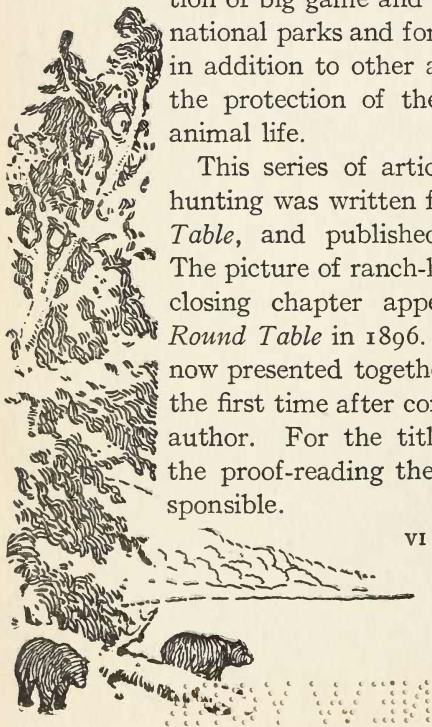 tion of big game and
national parks and for
in addition to other a
the protection of the
animal life.
This series of artic
hunting was written f
Table, and published
The picture of ranch-
closing chapter appe
Round Table in 1896.
now presented togethe
the first time after co
author. For the titl
the proof-reading the
sponsible.
VI